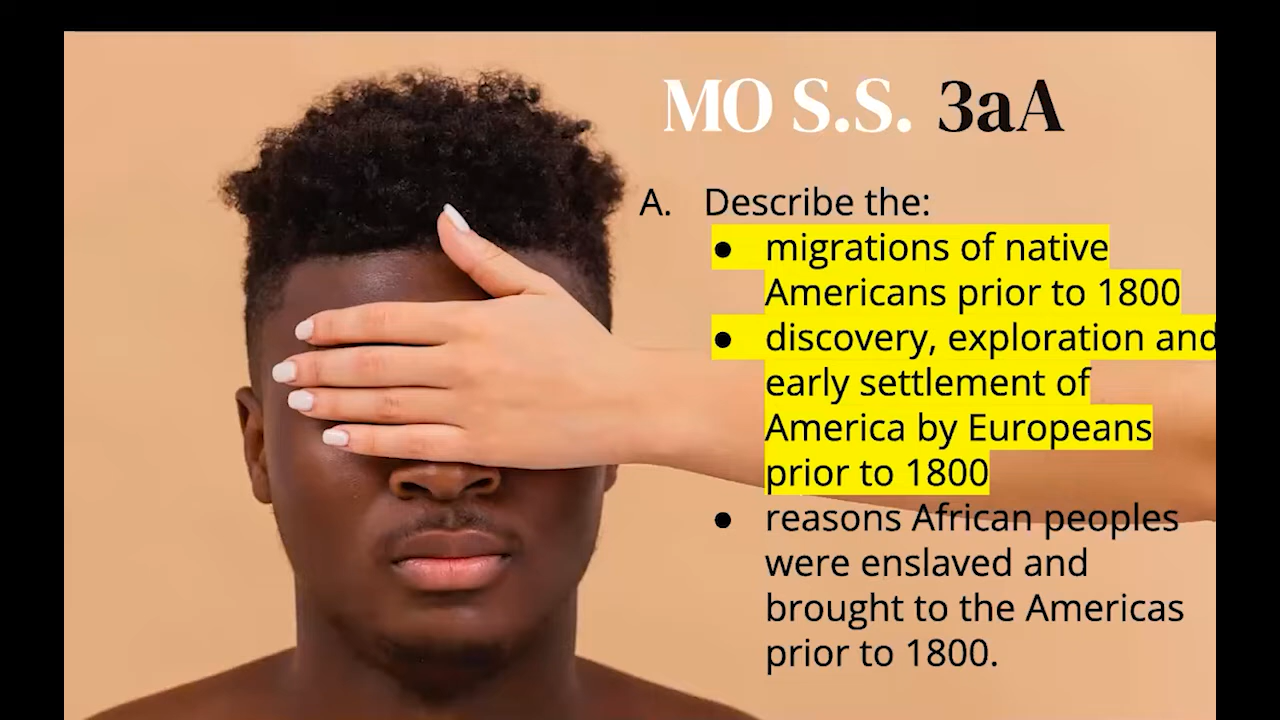 MO S.S. 3aA
A. Describe the:
● migrations of native
Americans prior to 1800
● discovery, exploration and
early settlement of
America by Europeans
prior to 1800
● reasons African peoples
were enslaved and
brought to the Americas
prior to 1800.